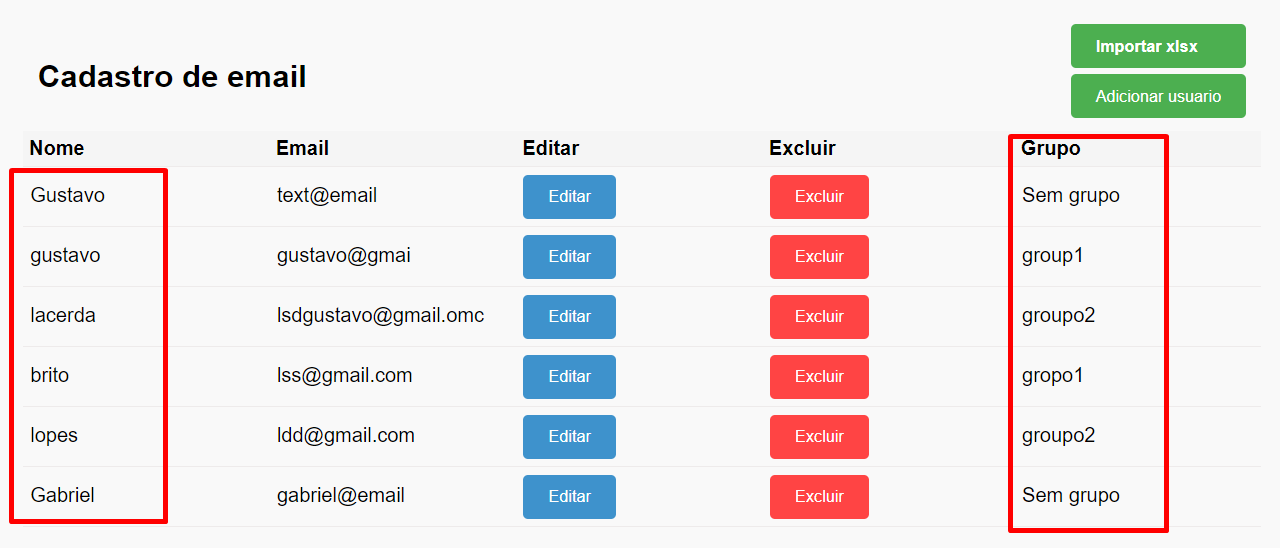 Importar xlsx
Cadastro de email
Adicionar usuario
Nome Email Editar Excluir Grupo
Gustavo text@email Editar Excluir Sem grupo
gustavo gustavo@gmai Editar Excluir group1
lacerda lsdgustavo@gmail.omc Editar Excluir groupo2
brito lss@gmail.com Editar Excluir gropo1
lopes ldd@gmail.com Editar Excluir groupo2
Gabriel gabriel@email Editar Excluir Sem grupo